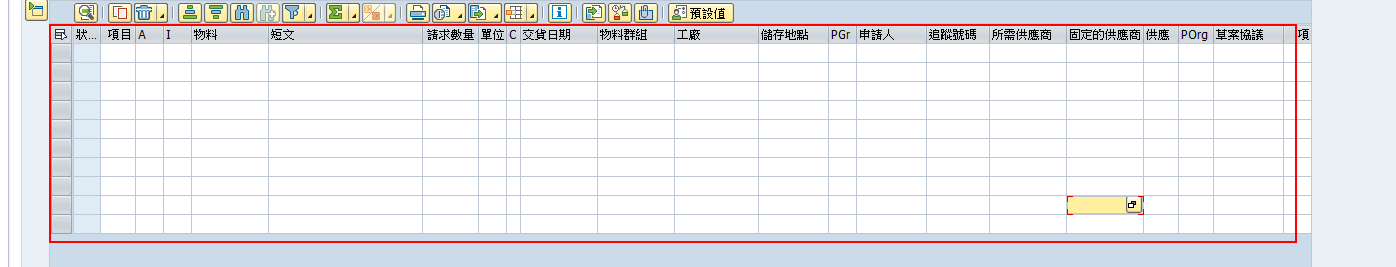 預設值
狀... 項目 A I 物料 短文 請求數量 單位 C 交貨日期 物料群組 工廠 儲存地點 PGr 申請人 追蹤號碼 所需供應商 固定的供應商 供應 POrg 草案協議 項